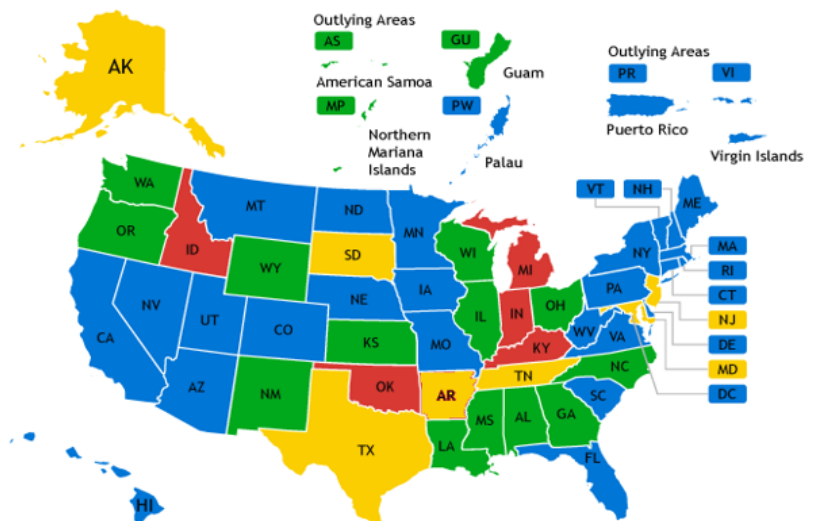 Outlying Areas
AS
GU
American Samoa
Guam
MP
PW
Northern
Mariana
Islands
Palau
Outlying Areas
PR
VI
Puerto Rico
Virgin Islands
AK
WA
OR
ID
MT
ND
MN
WI
MI
VT
NH
ME
WY
SD
NY
MA
RI
CT
NJ
DE
MD
DC
CA
NV
UT
CO
NE
IA
IL
IN
OH
PA
KS
MO
KY
WV
VA
AZ
NM
OK
AR
TN
NC
SC
TX
LA
MS
AL
GA
FL
HI